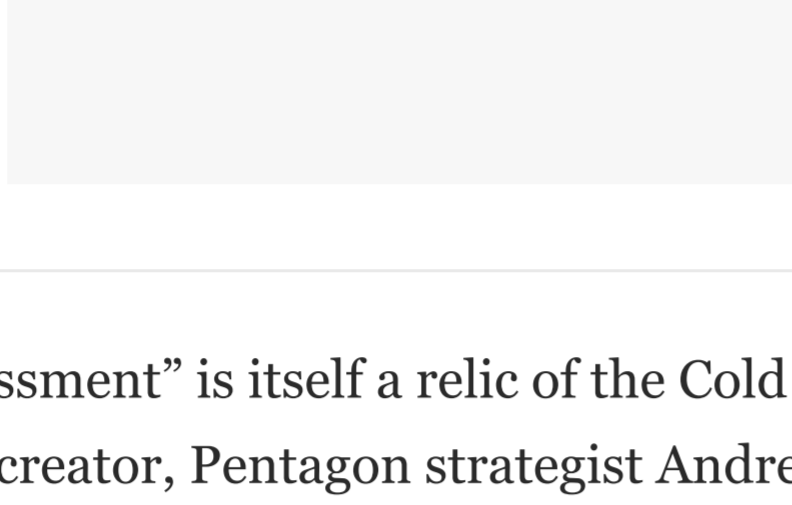 ssment” is itself a relic of the Cold
creator, Pentagon strategist Andre